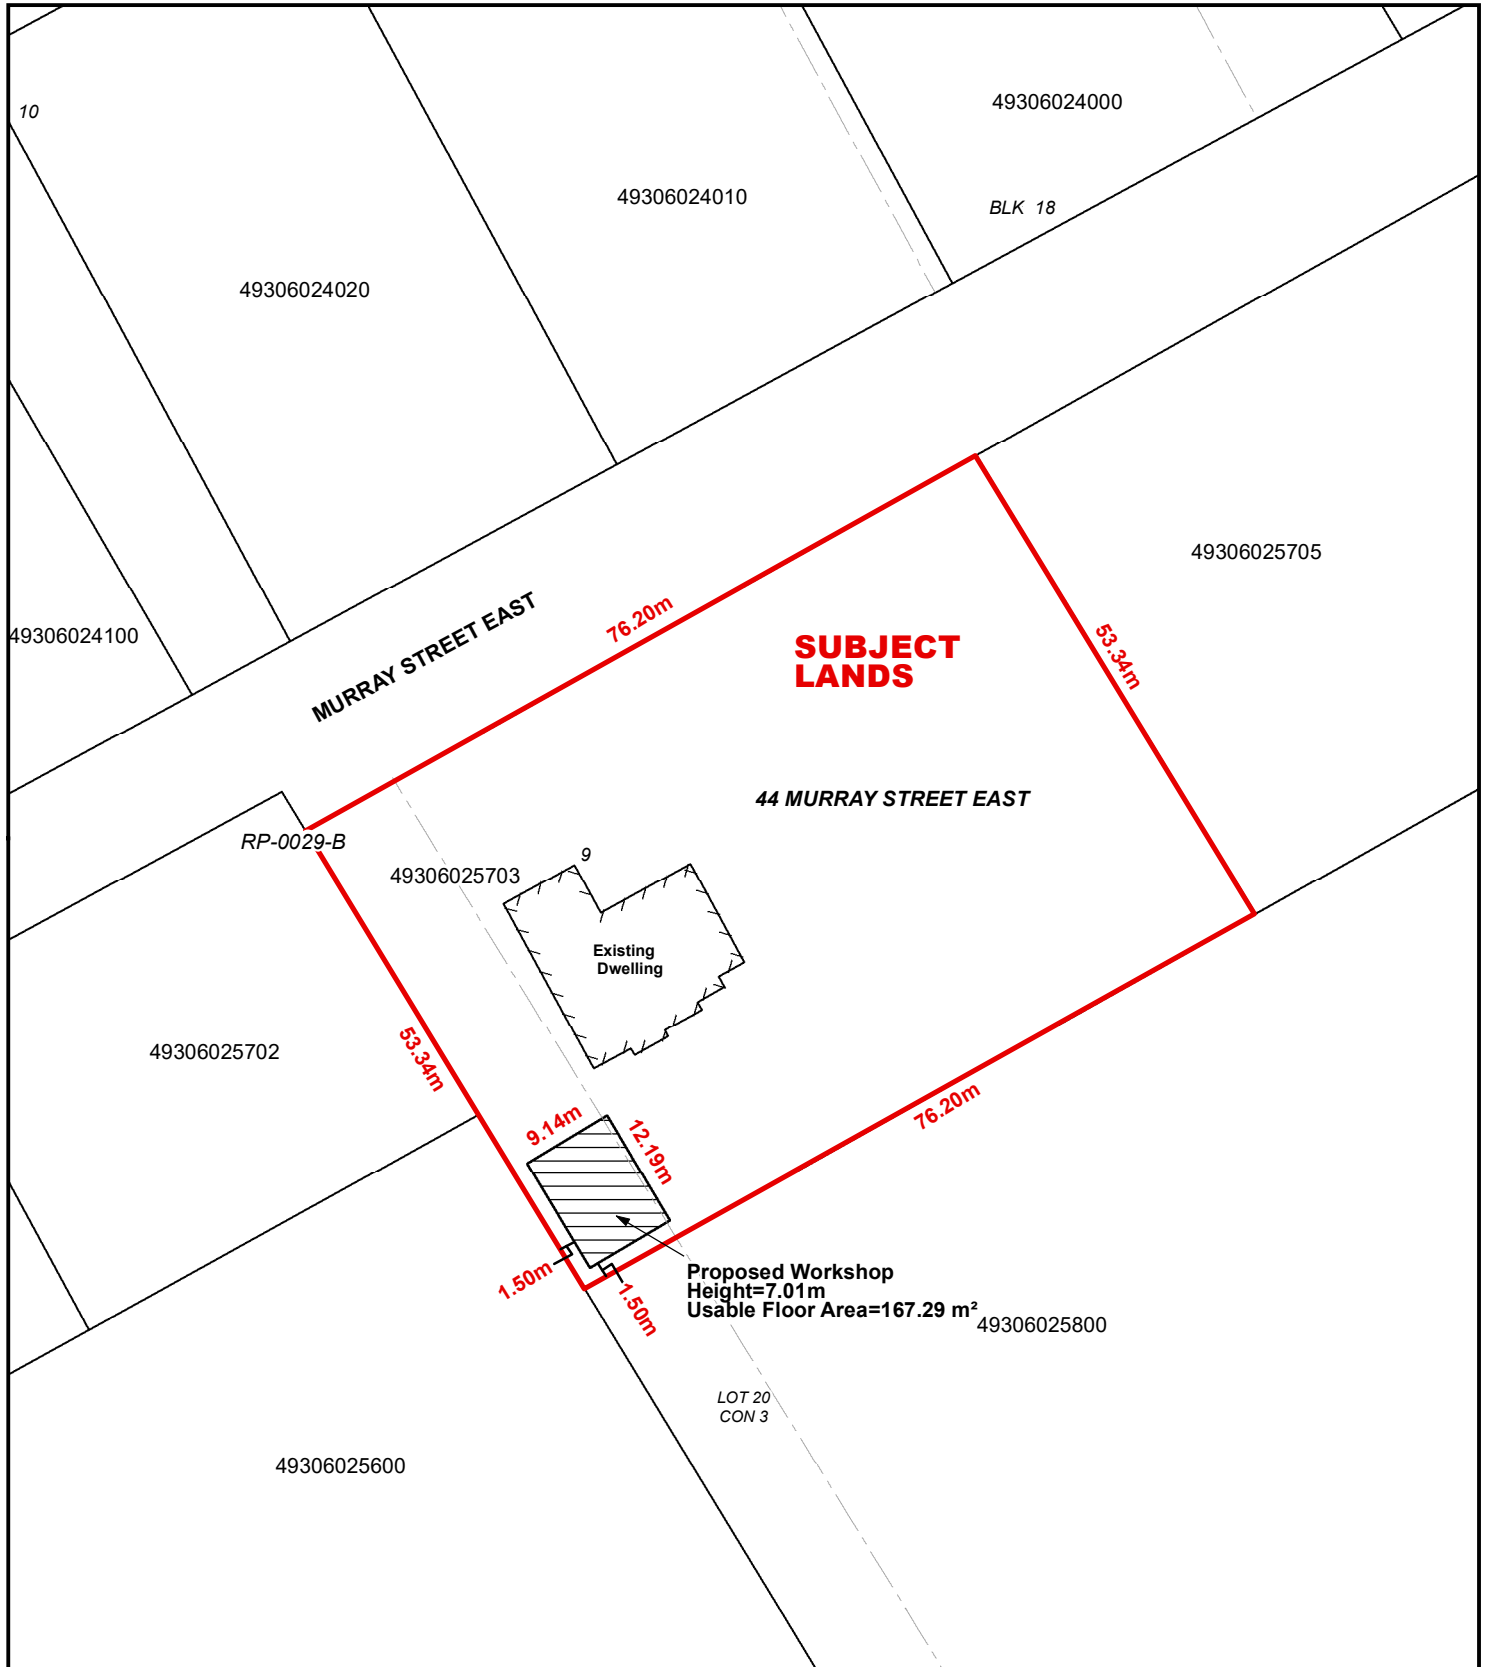 10
49306024000
49306024010
BLK 18
49306024020
49306025705
MURRAY STREET EAST
76.20m
49306024100
SUBJECT
LANDS
53.34m
44 MURRAY STREET EAST
RP-0029-B
49306025703
9
Existing
Dwelling
49306025702
53.34m
76.20m
9.14m
12.19m
1.50m
1.50m
Proposed Workshop
Height=7.01m
Usable Floor Area=167.29 m²
49306025800
LOT 20
CON 3
49306025600